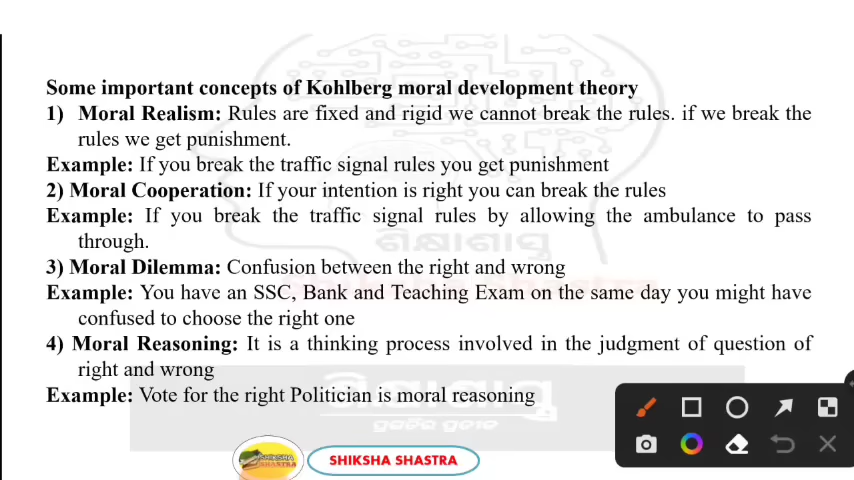 Some important concepts of Kohlberg moral development theory
1) Moral Realism: Rules are fixed and rigid we cannot break the rules. if we break the
rules we get punishment.
Example: If you break the traffic signal rules you get punishment
2) Moral Cooperation: If your intention is right you can break the rules
Example: If you break the traffic signal rules by allowing the ambulance to pass
through.
ଶିକ୍ଷାଶାସ୍ତ୍ର
3) Moral Dilemma: Confusion between the right and wrong
Example: You have an SSC, Bank and Teaching Exam on the same day you might have
confused to choose the right one
4) Moral Reasoning: It is a thinking process involved in the judgment of question of
right and wrong
Example: Vote for the right Politician is moral reasoning
ଶିକ୍ଷାଶାସ୍ତ୍ର
SHIKSHA
SHASTRA
SHIKSHA SHASTRA